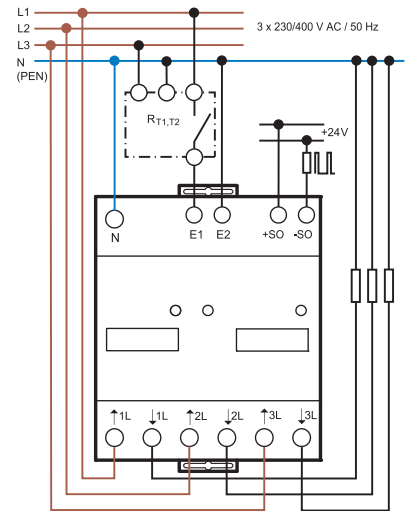 L1
L2 3 x 230/400 V AC / 50 Hz
L3
N
(PEN)
RT1,T2
+24V
N E1 E2 +SO -SO
↑1L ↓1L ↑2L ↓2L ↑3L ↓3L